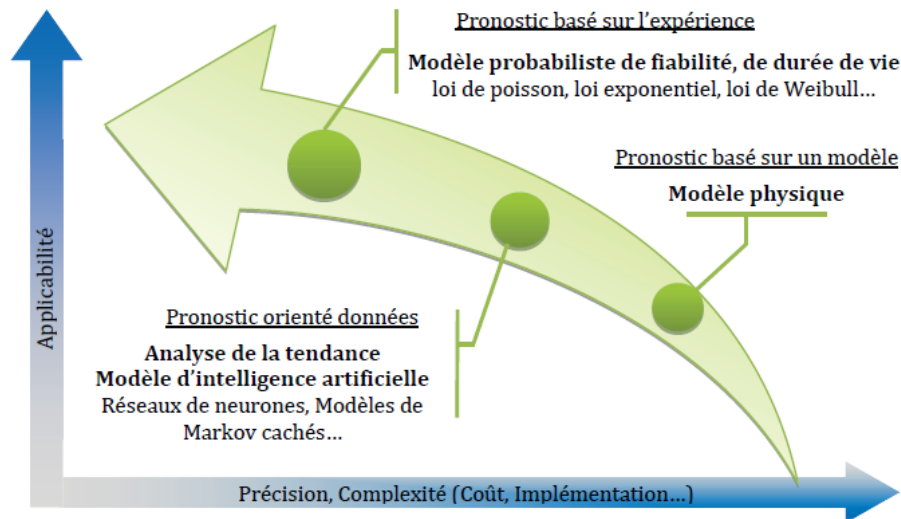 Pronostic basé sur l'expérience
Modèle probabiliste de fiabilité, de durée de vie
loi de poisson, loi exponentiel, loi de Weibull…
Pronostic basé sur un modèle
Modèle physique
Applicabilité
Pronostic orienté données
Analyse de la tendance
Modèle d'intelligence artificielle
Réseaux de neurones, Modèles de
Markov cachés…
Précision, Complexité (Coût, Implémentation…)